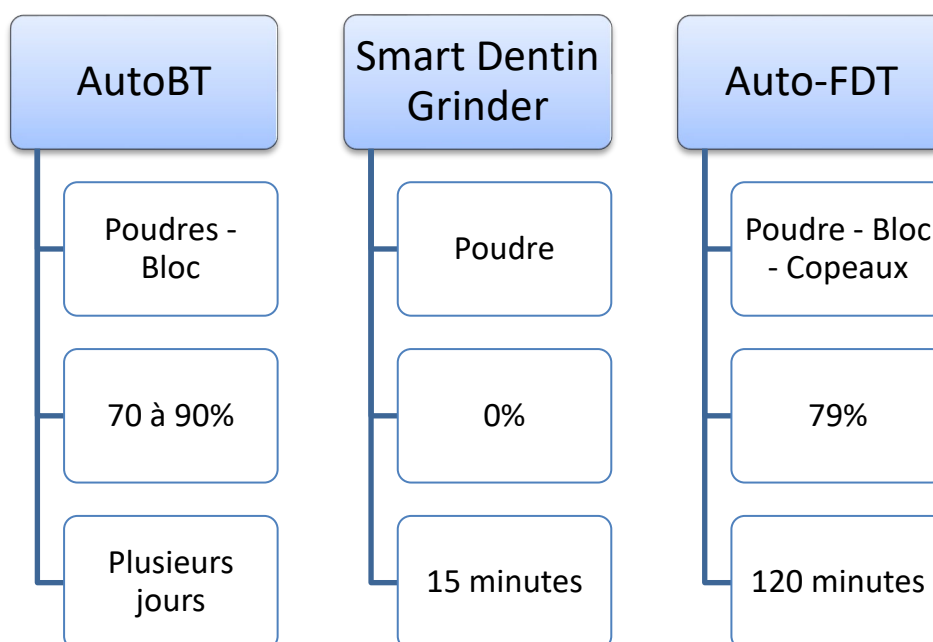 AutoBT
Poudres -
Bloc
70 à 90%
Plusieurs
jours
Smart Dentin
Grinder
Poudre
0%
15 minutes
Auto-FDT
Poudre - Bloc
- Copeaux
79%
120 minutes